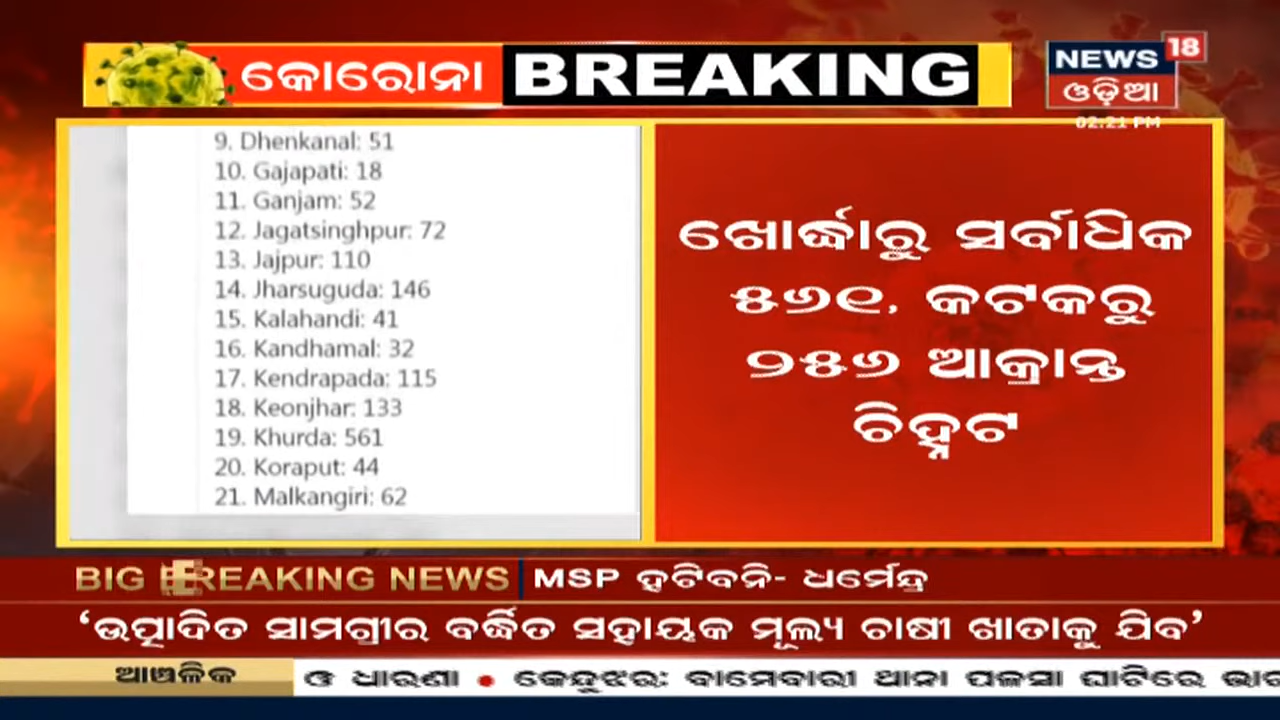 କୋରୋନା BREAKING
NEWS 18
ଓଡ଼ିଆ
02:21 PM
9. Dhenkanal: 51
10. Gajapati: 18
11. Ganjam: 52
12. Jagatsinghpur: 72
13. Jajpur: 110
14. Jharsuguda: 146
15. Kalahandi: 41
16. Kandhamal: 32
17. Kendrapada: 115
18. Keonjhar: 133
19. Khurda: 561
20. Koraput: 44
21. Malkangiri: 62
ଖୋର୍ଦ୍ଧାରୁ ସର୍ବାଧିକ
୫୬୧, କଟକରୁ
୨୫୬ ଆକ୍ରାନ୍ତ
ଚିହ୍ନଟ
BIG BREAKING NEWS MSP ହଟିବନି- ଧର୍ମେନ୍ଦ୍ର
‘ଉତ୍ପାଦିତ ସାମଗ୍ରୀର ବର୍ଦ୍ଧିତ ସହାୟକ ମୂଲ୍ୟ ଚାଷୀ ଖାତାକୁ ଯିବ’
ଆଞ୍ଚଳିକ ଓ ଧାରଣା • କେନ୍ଦୁଝର: ବାମେବାରୀ ଥାନା ପଳସା ଘାଟିରେ